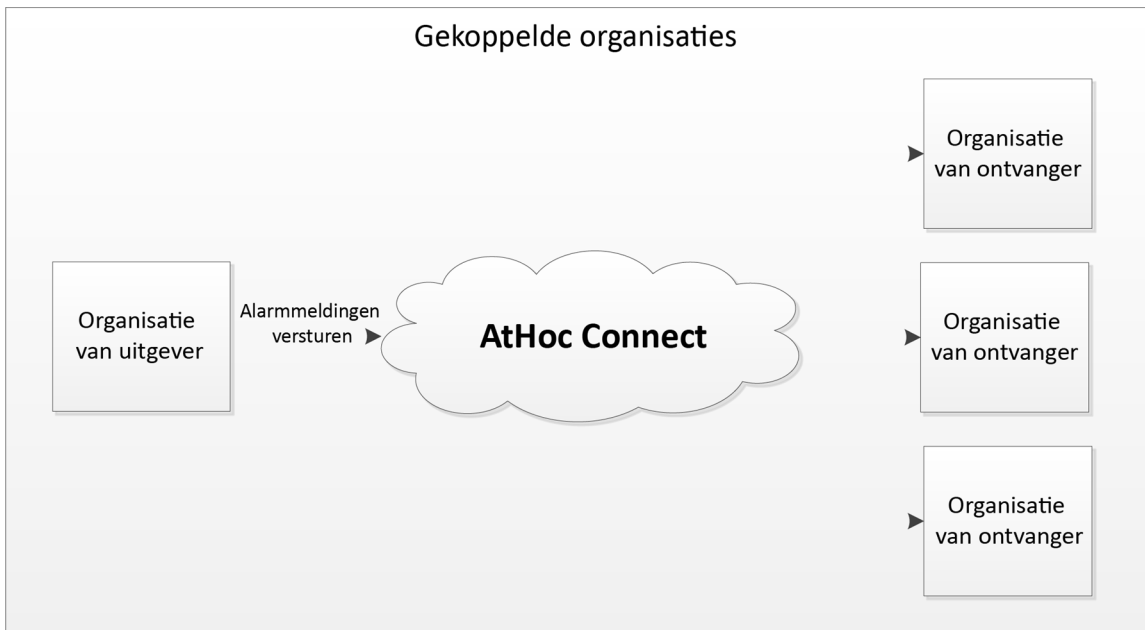 Gekoppelde organisaties
Organisatie
van uitgever
Alarmmeldingen
versturen
AtHoc Connect
Organisatie
van ontvanger
Organisatie
van ontvanger
Organisatie
van ontvanger